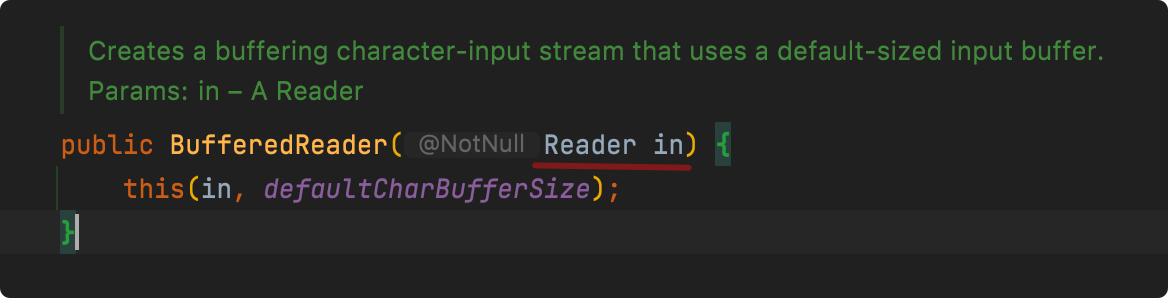 Creates a buffering character-input stream that uses a default-sized input buffer.
Params: in – A Reader
public BufferedReader( @NotNull Reader in) {
this(in, defaultCharBufferSize);
}